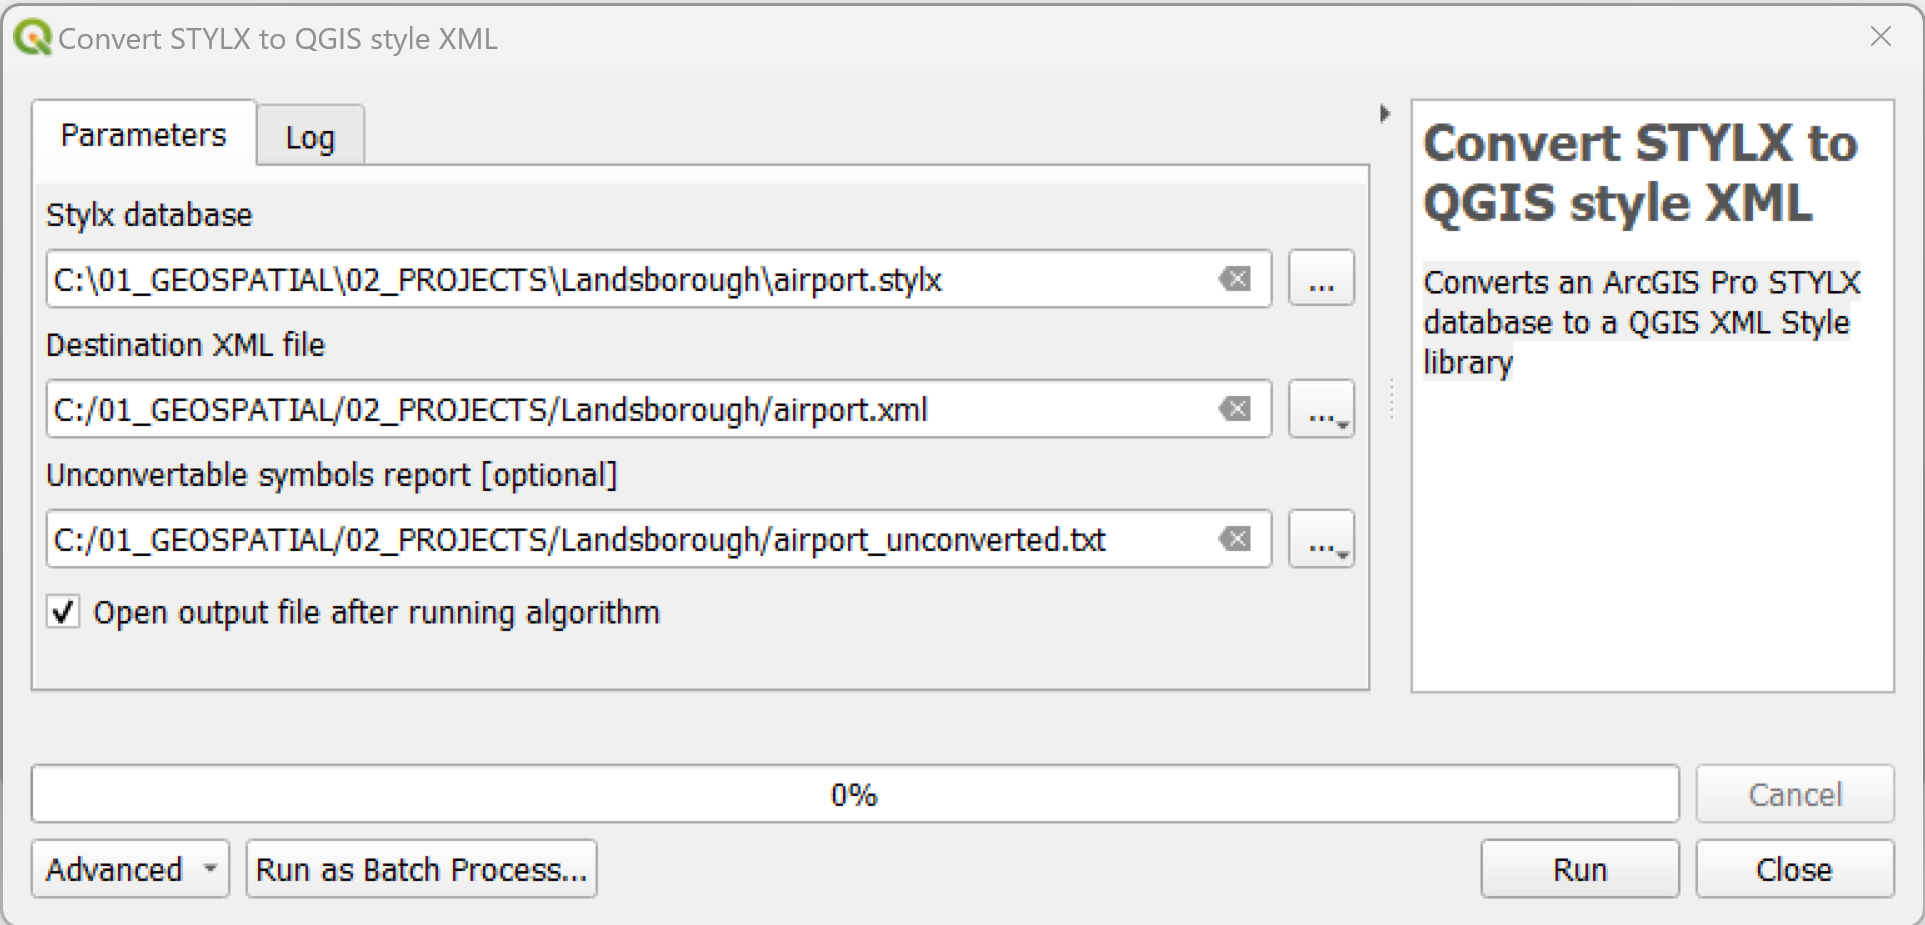 Convert STYLX to QGIS style XML
Parameters
Log
Stylx database
C:\01_GEOSPATIAL\02_PROJECTS\Landsborough\airport.stylx
...
Destination XML file
C:/01_GEOSPATIAL/02_PROJECTS/Landsborough/airport.xml
...
Unconvertable symbols report [optional]
C:/01_GEOSPATIAL/02_PROJECTS/Landsborough/airport_unconverted.txt
...
Open output file after running algorithm
Convert STYLX to
QGIS style XML
Converts an ArcGIS Pro STYLX
database to a QGIS XML Style
library
0%
Cancel
Advanced
Run as Batch Process...
Run
Close